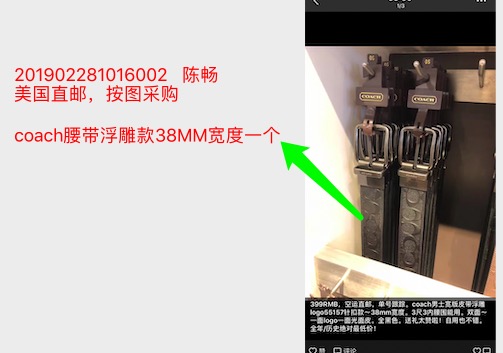 201902281016002 陈畅
美国直邮，按图采购
coach腰带浮雕款38MM宽度一个
1/3
COACH
COACH
399RMB，空运直邮，单号跟踪，coach男士宽版皮带浮雕
logo55157针扣款～38mm宽度，3尺3内腰围能用，双面～
一面logo一面光面皮，全黑色，送礼太赞啦！自用也不错，
全年/历史绝对最低价！
赞
评论